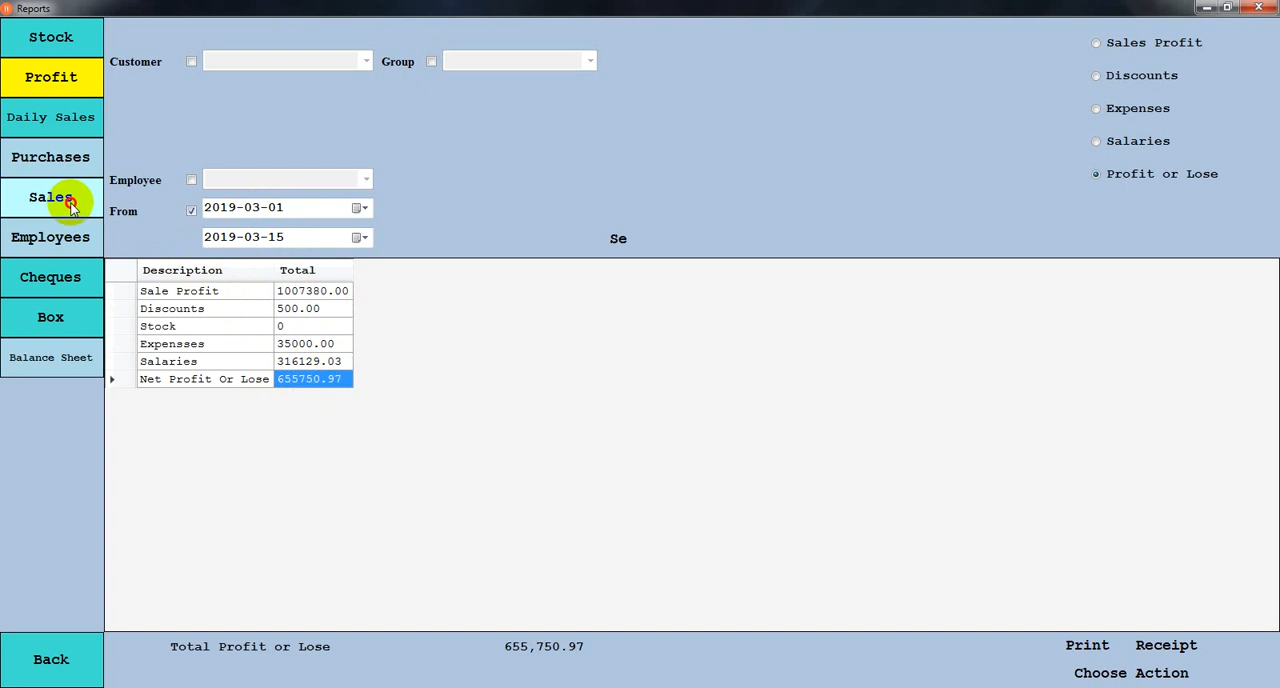 Reports
Stock
Profit
Daily Sales
Purchases
Sales
Employees
Cheques
Box
Balance Sheet
Back
Customer
Group
Employee
From
2019-03-01
2019-03-15
Se
Sales Profit
Discounts
Expenses
Salaries
Profit or Lose
Description Total
Sale Profit 1007380.00
Discounts 500.00
Stock 0
Expensses 35000.00
Salaries 316129.03
Net Profit Or Lose 655750.97
Total Profit or Lose 655,750.97
Print Receipt
Choose Action